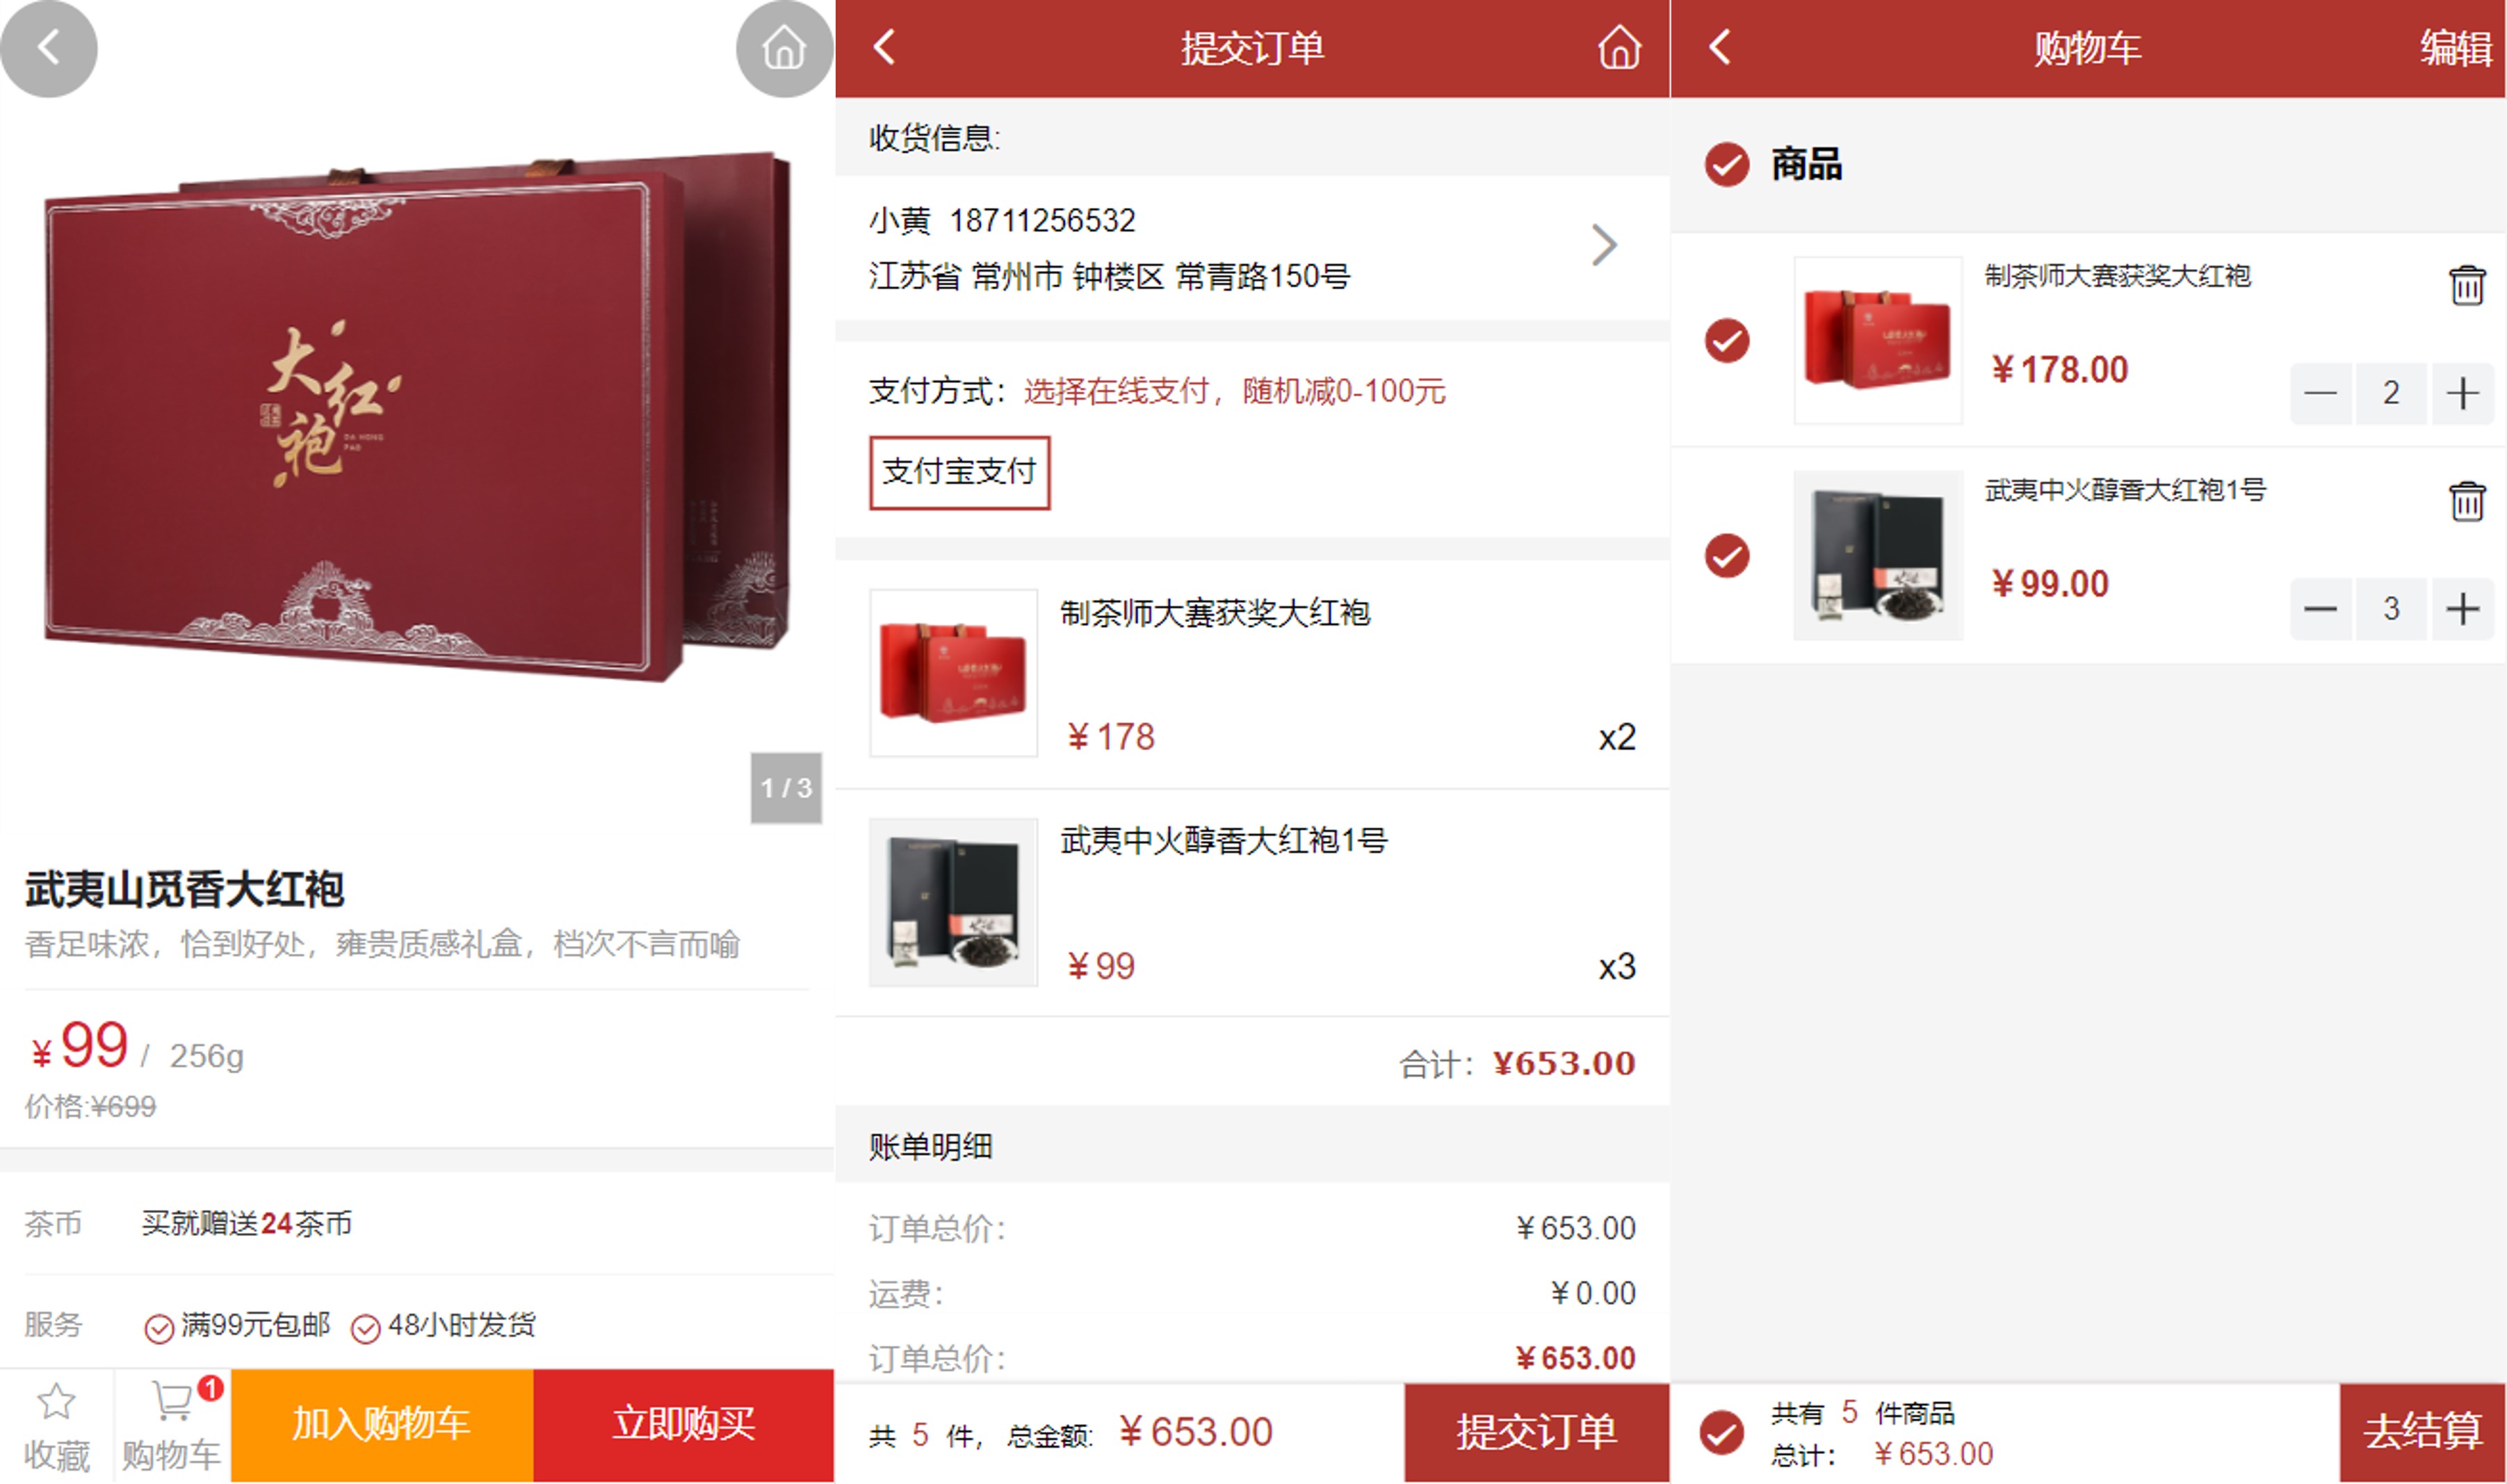 大红袍
DA HONG
PAO
1 / 3
武夷山觅香大红袍
香足味浓，恰到好处，雍贵质感礼盒，档次不言而喻
¥99 / 256g
价格:¥699
茶币 买就赠送24茶币
服务 满99元包邮 48小时发货
收藏 购物车 1 加入购物车 立即购买
提交订单
收货信息:
小黄 18711256532
江苏省 常州市 钟楼区 常青路150号
支付方式：选择在线支付，随机减0-100元
支付宝支付
制茶师大赛获奖大红袍
¥178 x2
武夷中火醇香大红袍1号
¥99 x3
合计：¥653.00
账单明细
订单总价： ¥653.00
运费： ¥0.00
订单总价： ¥653.00
共 5 件， 总金额: ¥653.00 提交订单
购物车 编辑
商品
制茶师大赛获奖大红袍
¥178.00
2
武夷中火醇香大红袍1号
¥99.00
3
共有 5 件商品
总计： ¥653.00
去结算